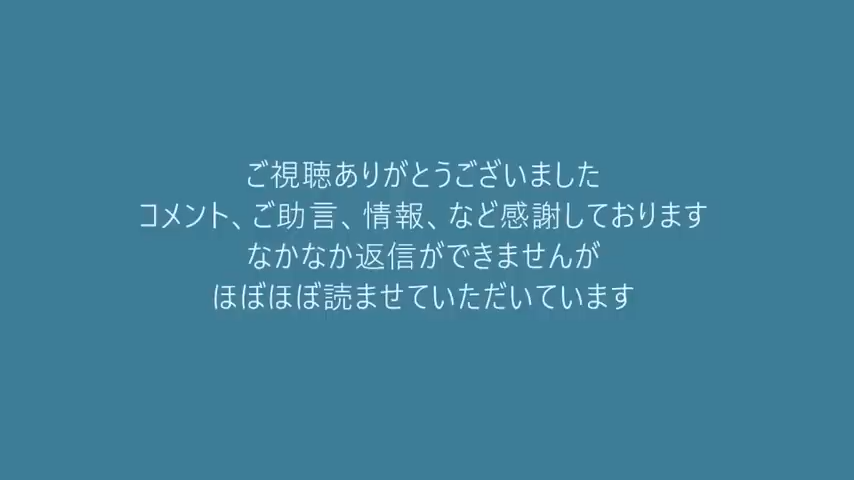 ご視聴ありがとうございました
コメント、ご助言、情報、など感謝しております
なかなか返信ができませんが
ほぼほぼ読ませていただいています